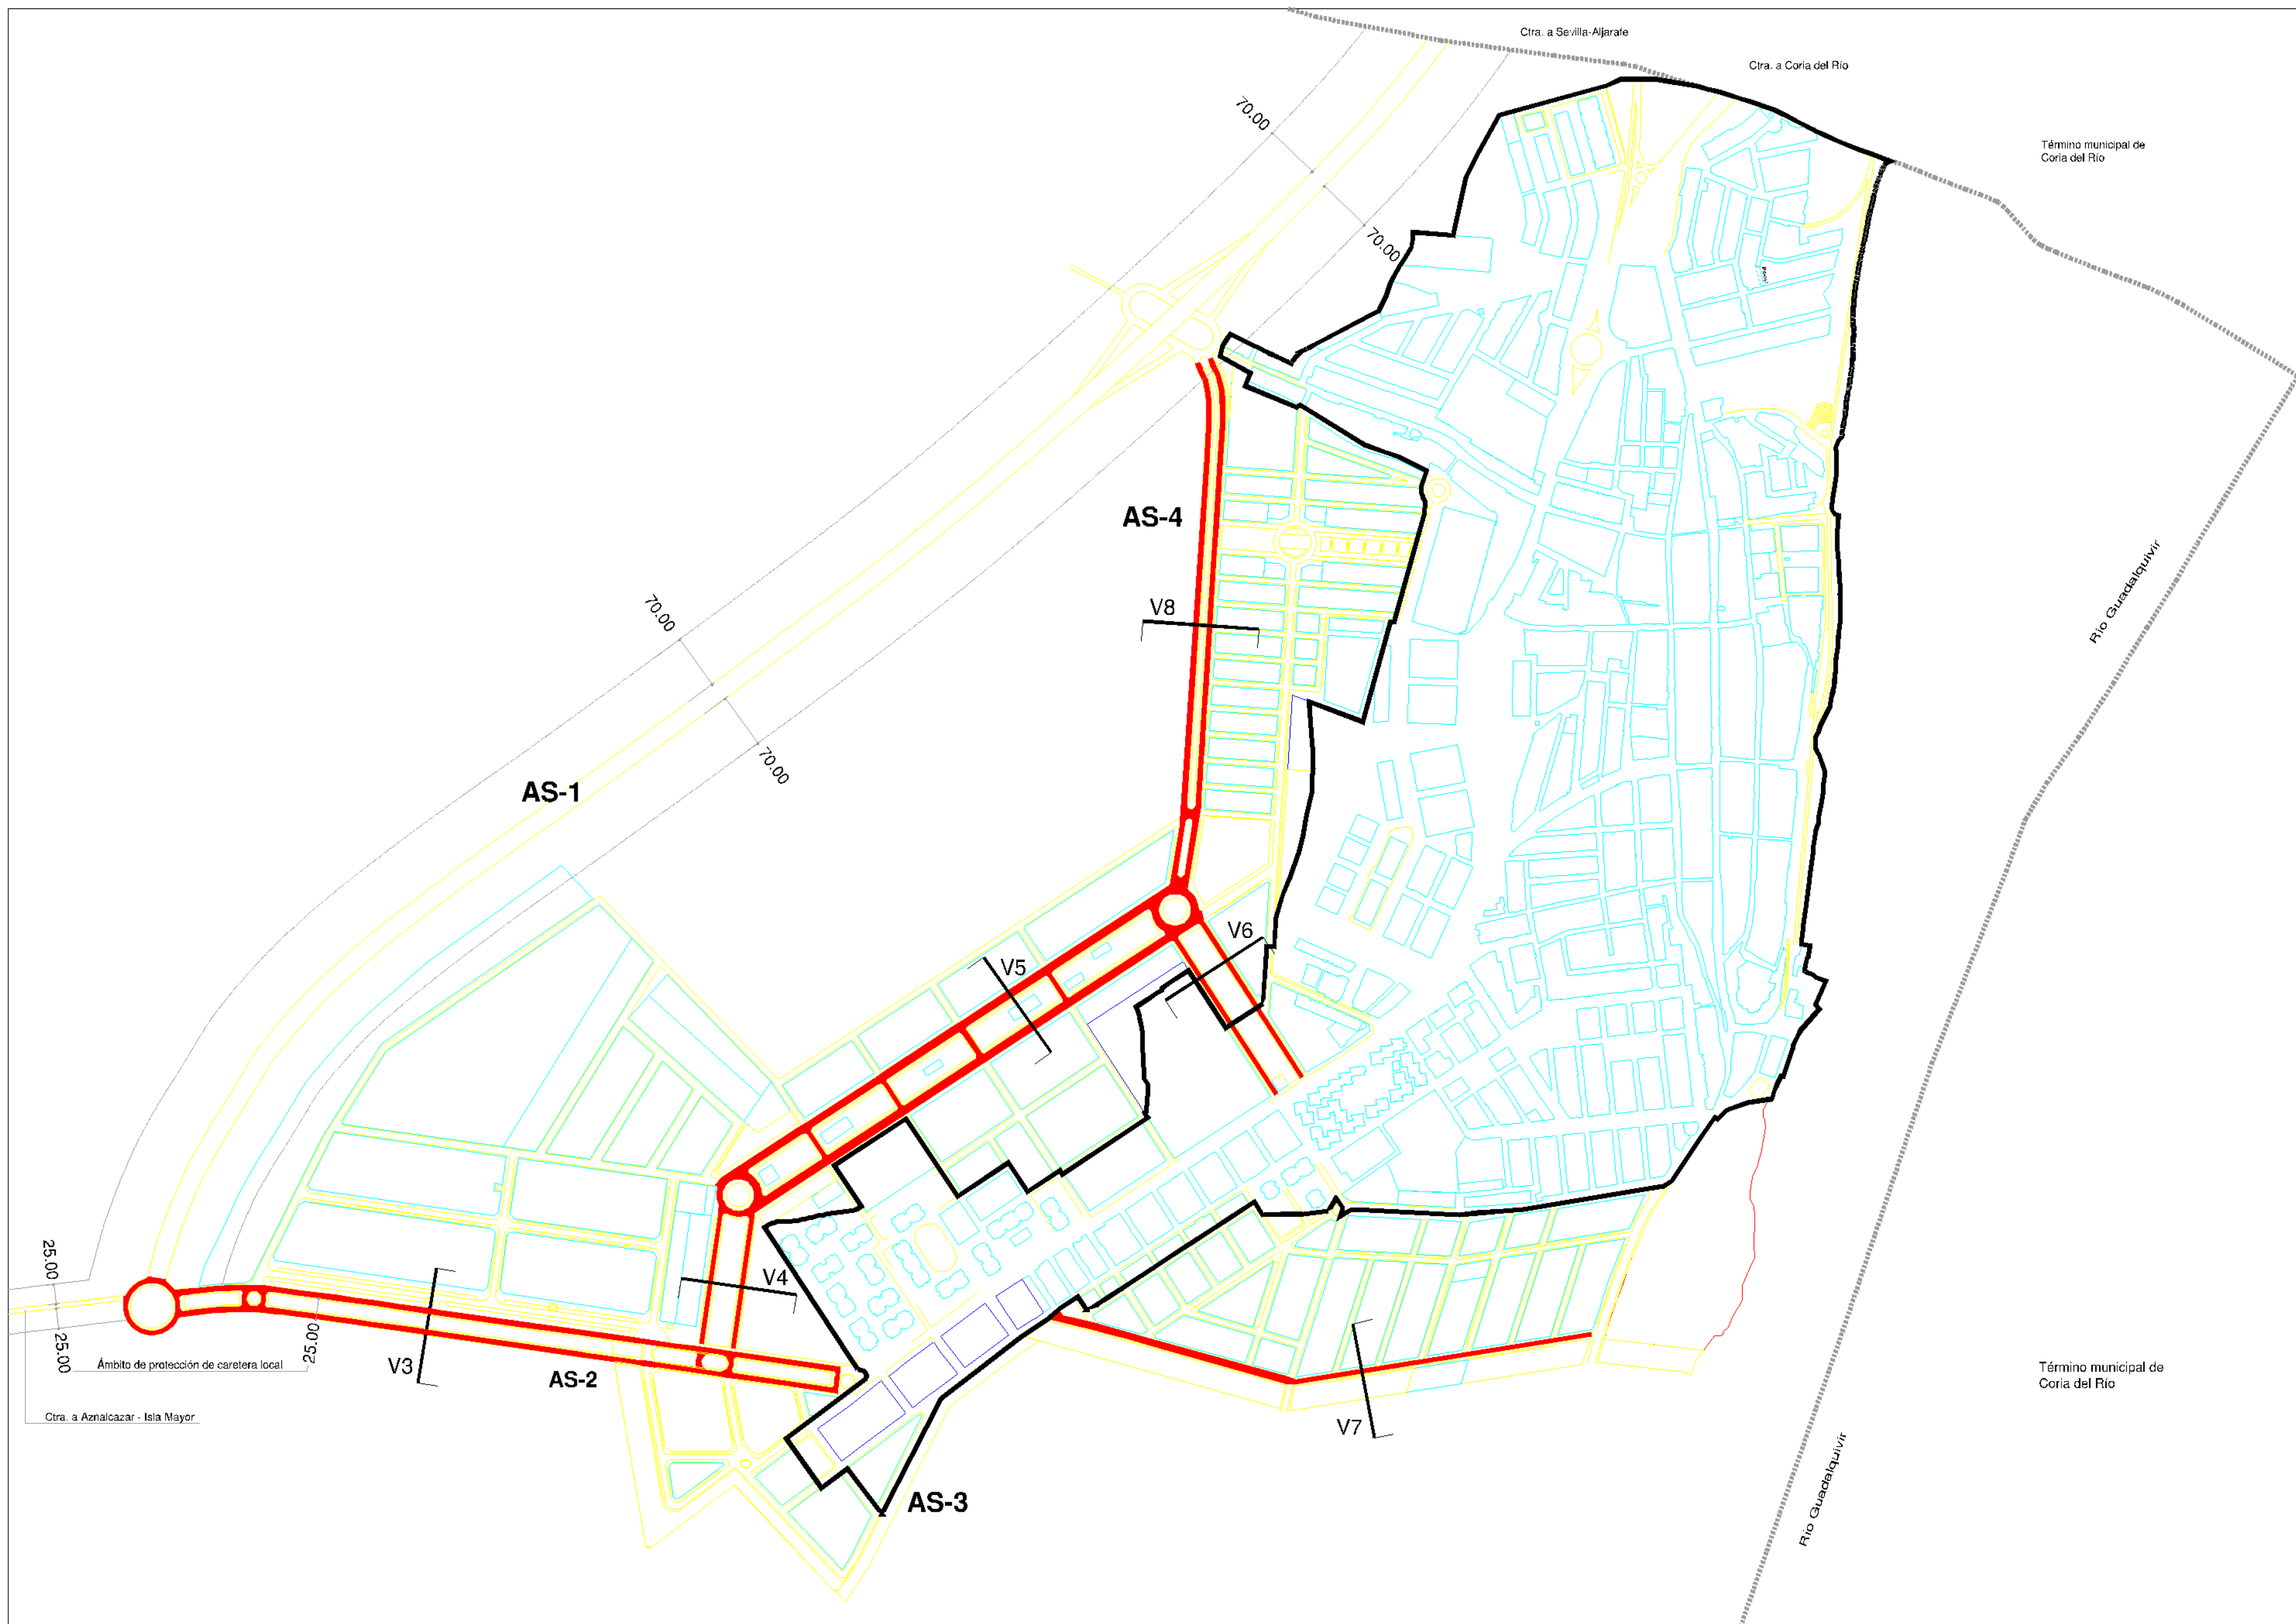 Ctra. a Sevilla-Aljarafe
Ctra. a Coria del Río
Término municipal de
Coria del Río
70.00
70.00
AS-4
Río Guadalquivir
V8
70.00
70.00
AS-1
V6
V5
V4
25.00
25.00
25.00
Ámbito de protección de caretera local
V3
AS-2
Término municipal de
Coria del Río
Ctra. a Aznalcazar - Isla Mayor
V7
AS-3
Río Guadalquivir